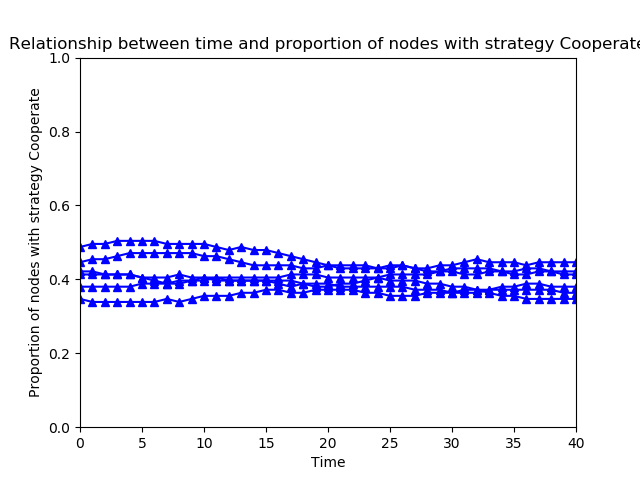 Relationship between time and proportion of nodes with strategy Cooperate
1.0
0.8
0.6
0.4
0.2
0.0
Proportion of nodes with strategy Cooperate
0 5 10 15 20 25 30 35 40
Time